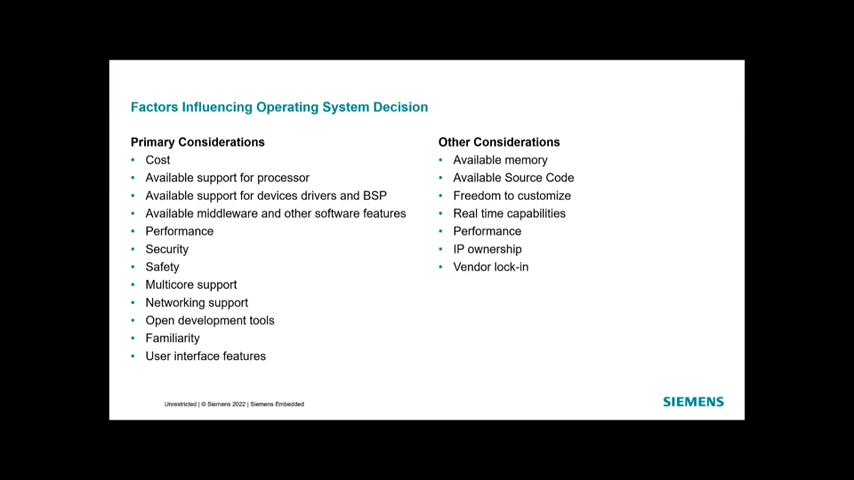 Factors Influencing Operating System Decision
Primary Considerations
• Cost
• Available support for processor
• Available support for devices drivers and BSP
• Available middleware and other software features
• Performance
• Security
• Safety
• Multicore support
• Networking support
• Open development tools
• Familiarity
• User interface features
Other Considerations
• Available memory
• Available Source Code
• Freedom to customize
• Real time capabilities
• Performance
• IP ownership
• Vendor lock-in
Unrestricted | © Siemens 2022 | Siemens Embedded
SIEMENS